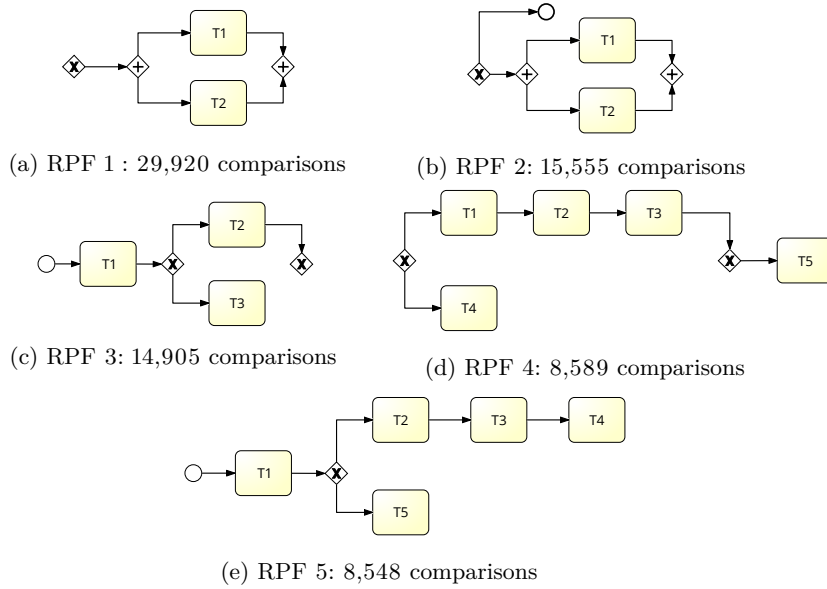 T1
T2
(a) RPF 1 : 29,920 comparisons
T1
T2
(b) RPF 2: 15,555 comparisons
T1
T2
T3
(c) RPF 3: 14,905 comparisons
T1 T2 T3
T5
T4
(d) RPF 4: 8,589 comparisons
T2 T3 T4
T1
T5
(e) RPF 5: 8,548 comparisons